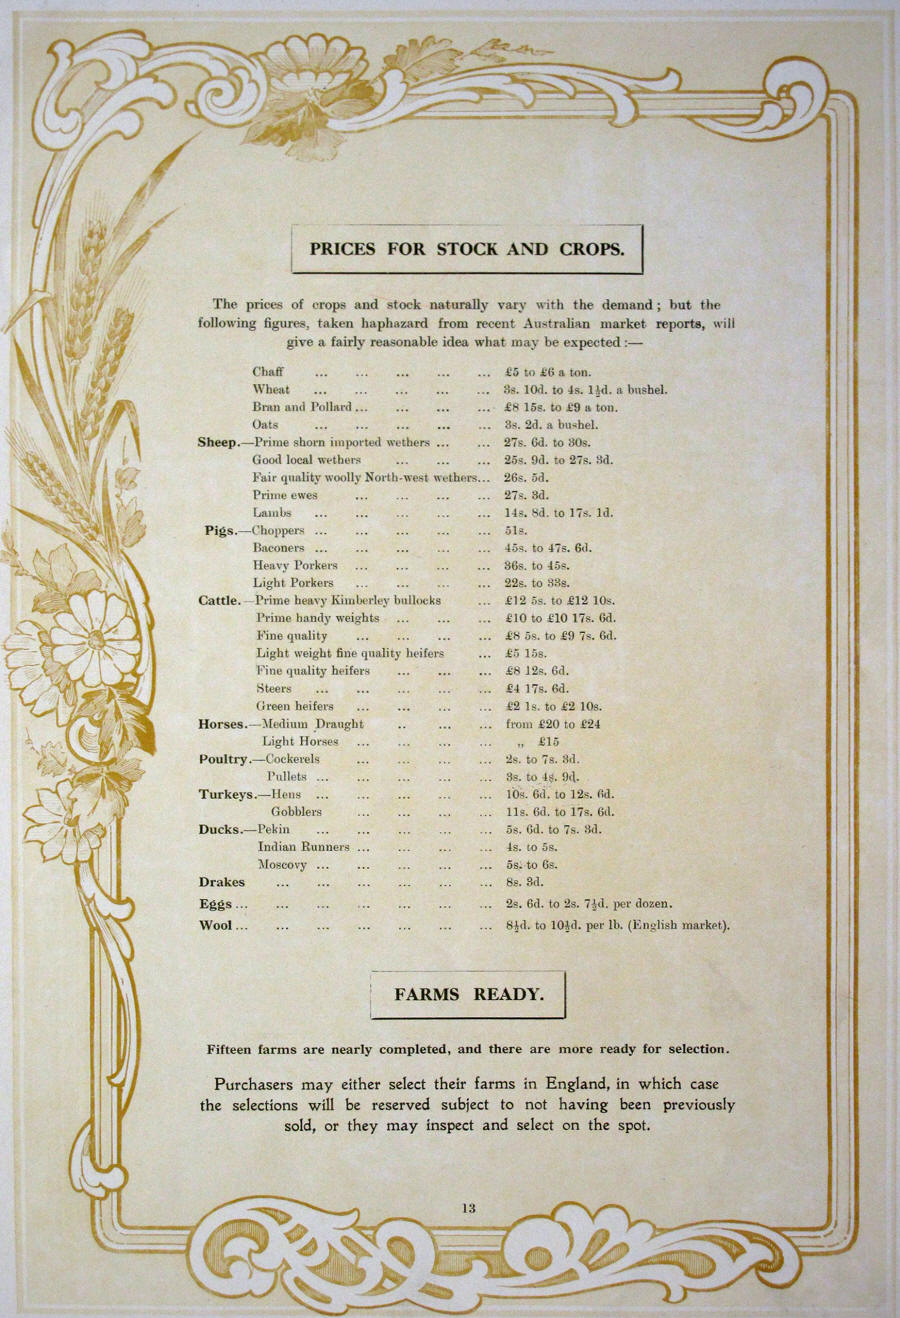 PRICES FOR STOCK AND CROPS.
The prices of crops and stock naturally vary with the demand; but the
following figures, taken haphazard from recent Australian market reports, will
give a fairly reasonable idea what may be expected:—
Chaff ... ... ... ... ... £5 to £6 a ton.
Wheat ... ... ... ... ... 3s. 10d. to 4s. 1½d. a bushel.
Bran and Pollard ... ... ... ... £8 15s. to £9 a ton.
Oats ... ... ... ... ... 3s. 2d. a bushel.
Sheep.—Prime shorn imported wethers ... ... 27s. 6d. to 30s.
Good local wethers ... ... ... 25s. 9d. to 27s. 3d.
Fair quality woolly North-west wethers... 26s. 5d.
Prime ewes ... ... ... ... 27s. 3d.
Lambs ... ... ... ... ... 14s. 8d. to 17s. 1d.
Pigs.—Choppers ... ... ... ... ... 51s.
Baconers ... ... ... ... ... 45s. to 47s. 6d.
Heavy Porkers ... ... ... ... 36s. to 45s.
Light Porkers ... ... ... ... 22s. to 33s.
Cattle.—Prime heavy Kimberley bullocks ... £12 5s. to £12 10s.
Prime handy weights ... ... ... £10 to £10 17s. 6d.
Fine quality ... ... ... ... £8 5s. to £9 7s. 6d.
Light weight fine quality heifers ... £5 15s.
Fine quality heifers ... ... ... £8 12s. 6d.
Steers ... ... ... ... ... £4 17s. 6d.
Green heifers ... ... ... ... £2 1s. to £2 10s.
Horses.—Medium Draught .. ... ... from £20 to £24
Light Horses ... ... ... ... „ £15
Poultry.—Cockerels ... ... ... ... 2s. to 7s. 3d.
Pullets ... ... ... ... ... 3s. to 4s. 9d.
Turkeys.—Hens ... ... ... ... ... 10s. 6d. to 12s. 6d.
Gobblers ... ... ... ... 11s. 6d. to 17s. 6d.
Ducks.—Pekin ... ... ... ... ... 5s. 6d. to 7s. 3d.
Indian Runners ... ... ... ... 4s. to 5s.
Moscovy ... ... ... ... ... 5s. to 6s.
Drakes ... ... ... ... ... ... 8s. 3d.
Eggs ... ... ... ... ... ... ... 2s. 6d. to 2s. 7½d. per dozen.
Wool ... ... ... ... ... ... ... 8½d. to 10½d. per lb. (English market).
FARMS READY.
Fifteen farms are nearly completed, and there are more ready for selection.
Purchasers may either select their farms in England, in which case
the selections will be reserved subject to not having been previously
sold, or they may inspect and select on the spot.
13